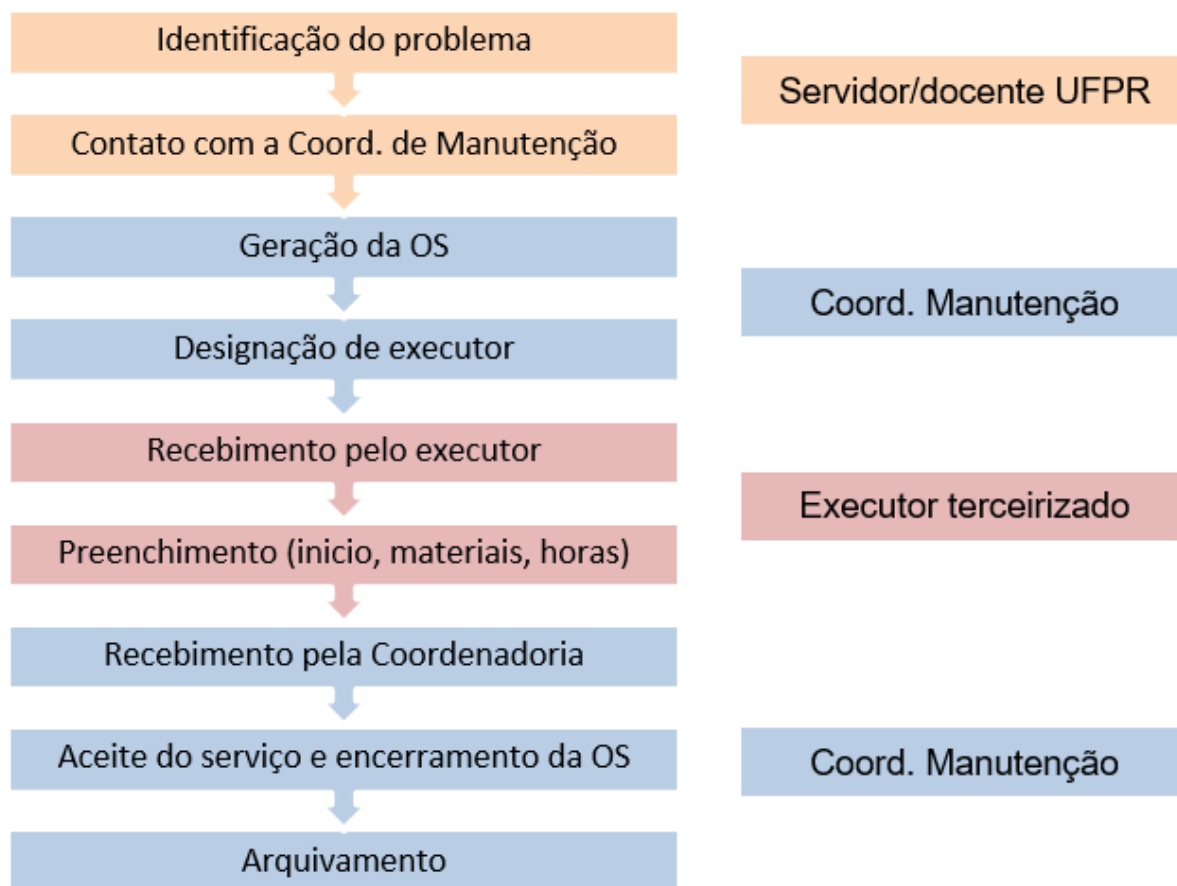 Identificação do problema
Contato com a Coord. de Manutenção
Geração da OS
Designação de executor
Recebimento pelo executor
Preenchimento (inicio, materiais, horas)
Recebimento pela Coordenadoria
Aceite do serviço e encerramento da OS
Arquivamento
Servidor/docente UFPR
Coord. Manutenção
Executor terceirizado
Coord. Manutenção